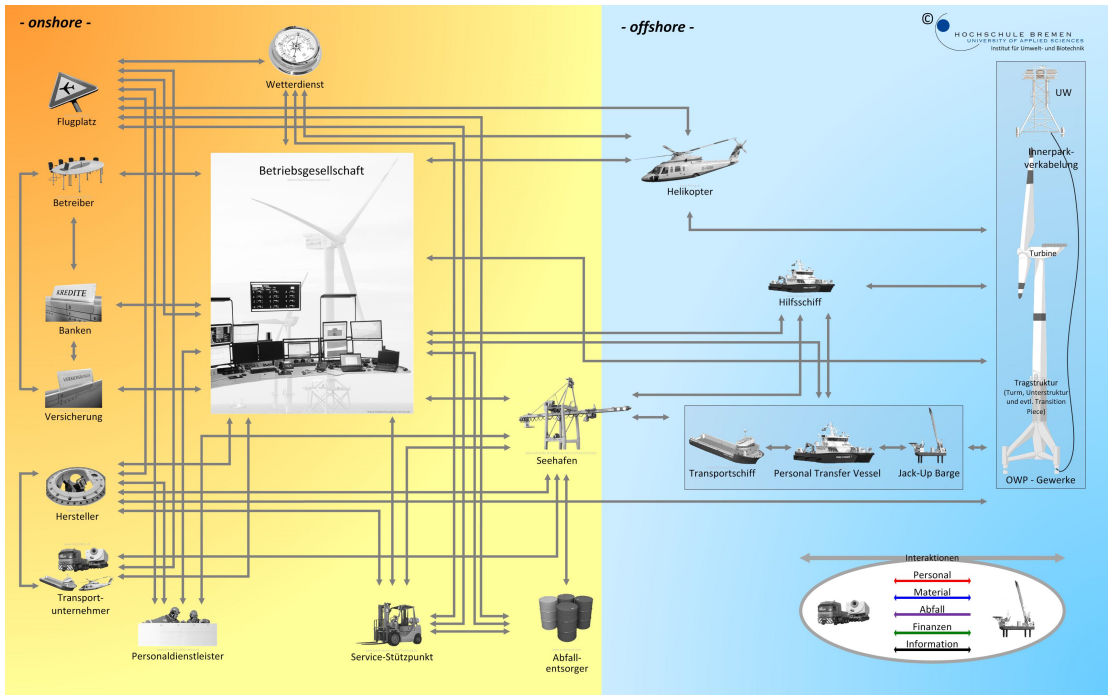 - onshore -
- offshore -
©
HOCHSCHULE BREMEN
UNIVERSITY OF APPLIED SCIENCES
Institut für Umwelt- und Biotechnik
Wetterdienst
Flugplatz
Betreiber
KREDITE
Banken
Versicherung
Betriebsgesellschaft
Hersteller
Transport-
unternehmer
Personaldienstleister
Service-Stützpunkt
Abfall-
entsorger
Seehafen
Helikopter
Hilfsschiff
Transportschiff
Personal Transfer Vessel
Jack-Up Barge
UW
Innerpark-
verkabelung
Turbine
Tragstruktur
(Turm, Unterstruktur
und evtl. Transition
Piece)
OWP - Gewerke
Interaktionen
Personal
Material
Abfall
Finanzen
Information